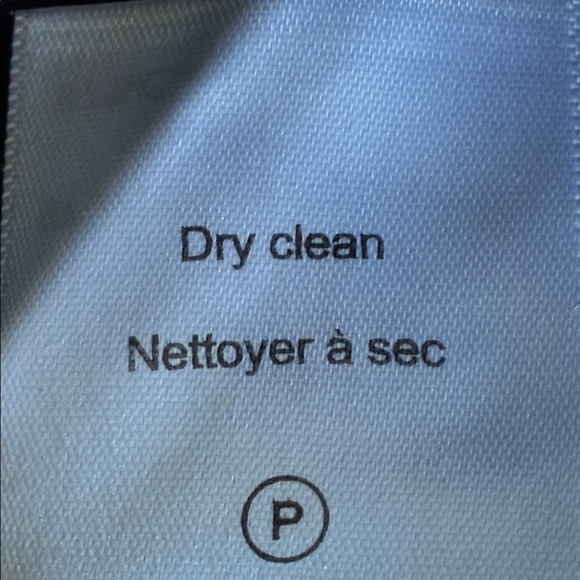 Dry clean
Nettoyer à sec
P